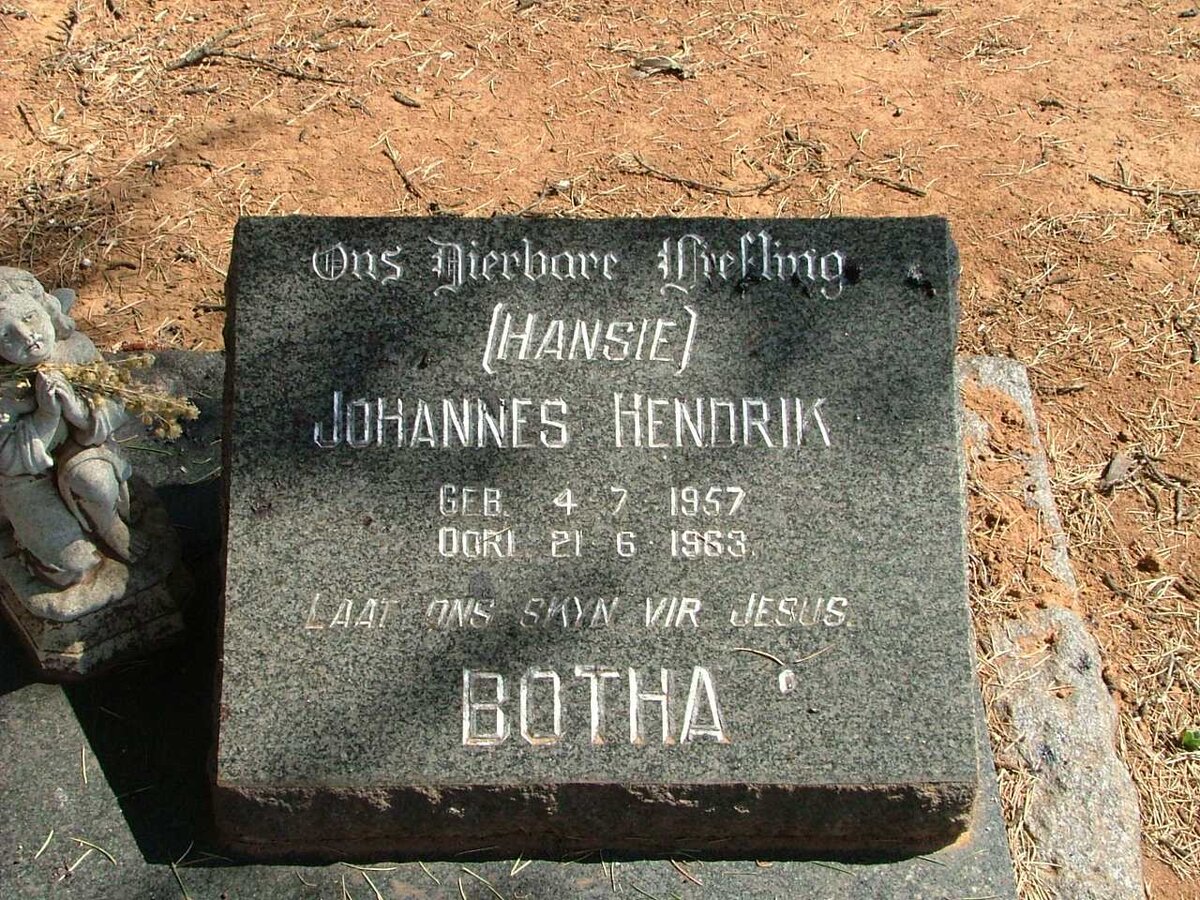 Ons Dierbare Liefling
(HANSIE)
JOHANNES HENDRIK
GEB. 4 7 1957
OORL 21 6 1963.
LAAT ONS SKYN VIR JESUS.
BOTHA